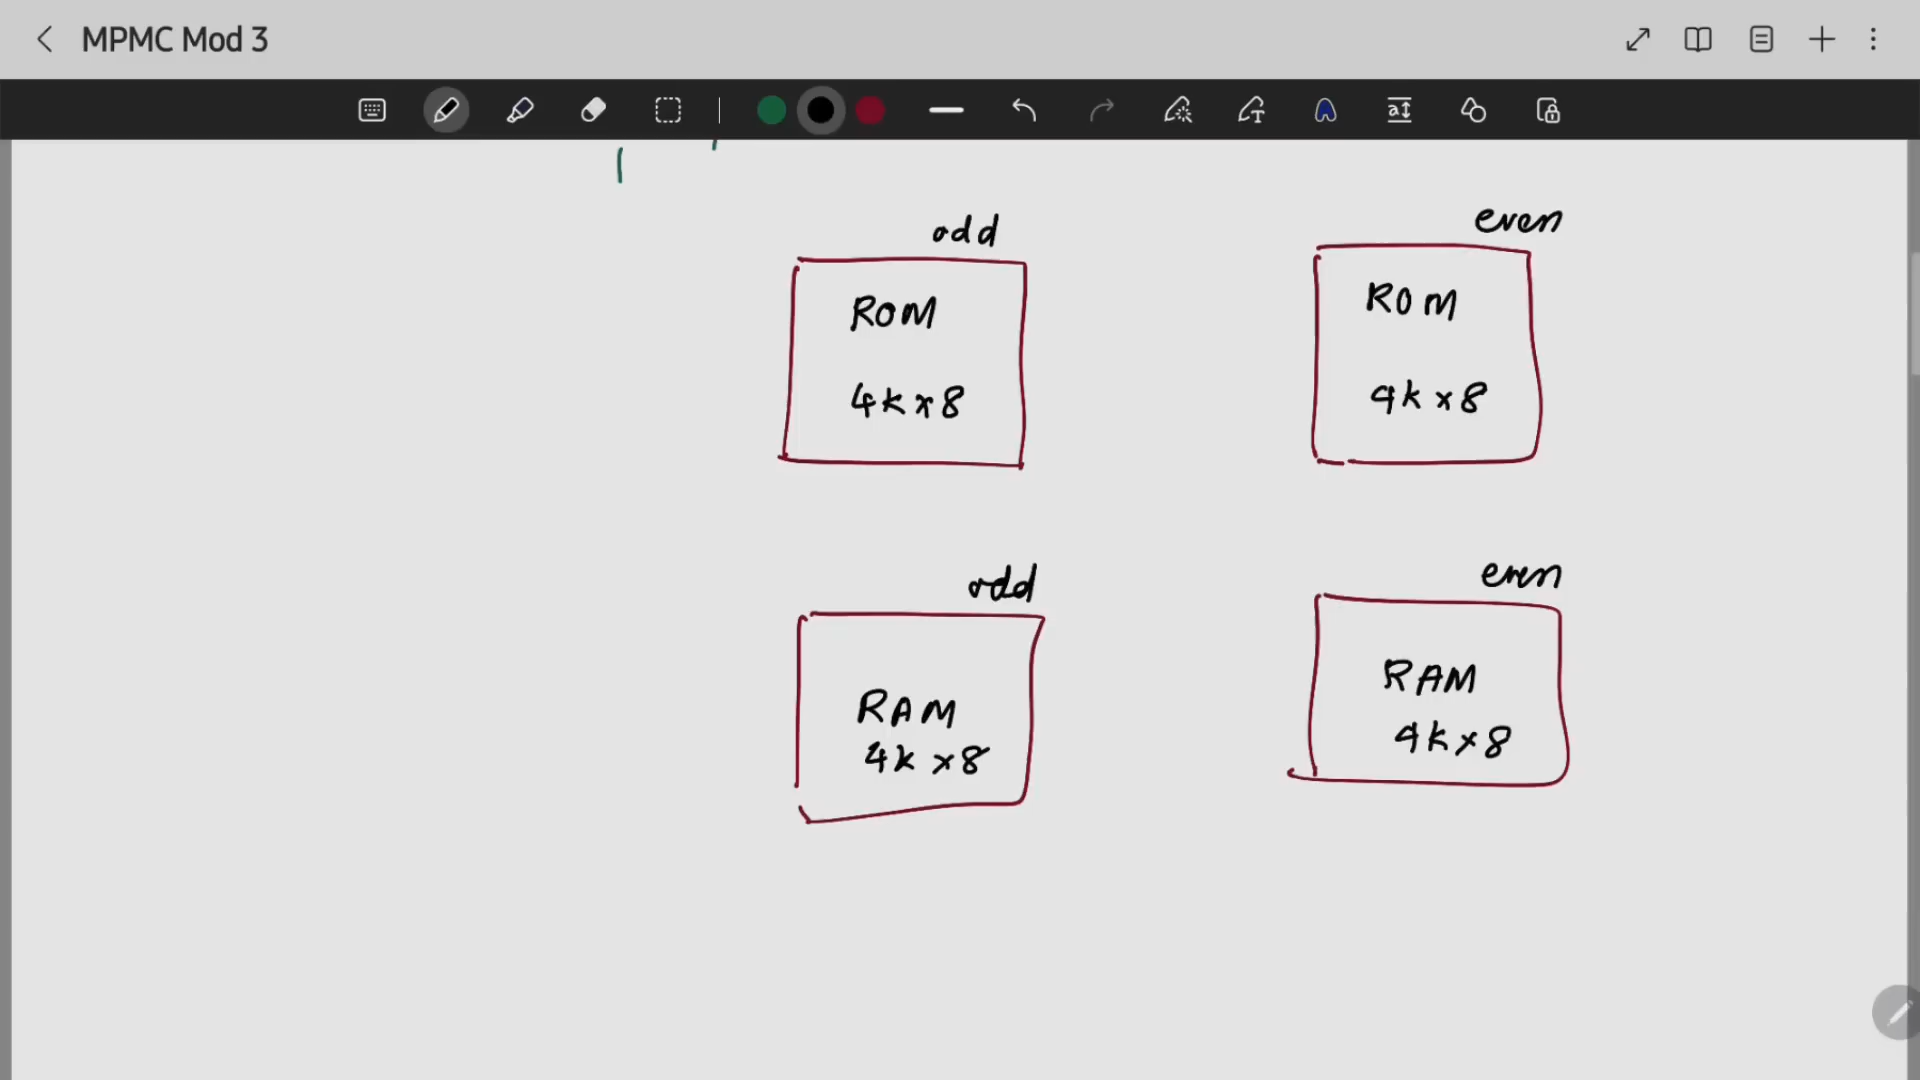 MPMC Mod 3
odd
ROM
4k x 8
even
ROM
4k x 8
odd
RAM
4k x 8
even
RAM
4k x 8